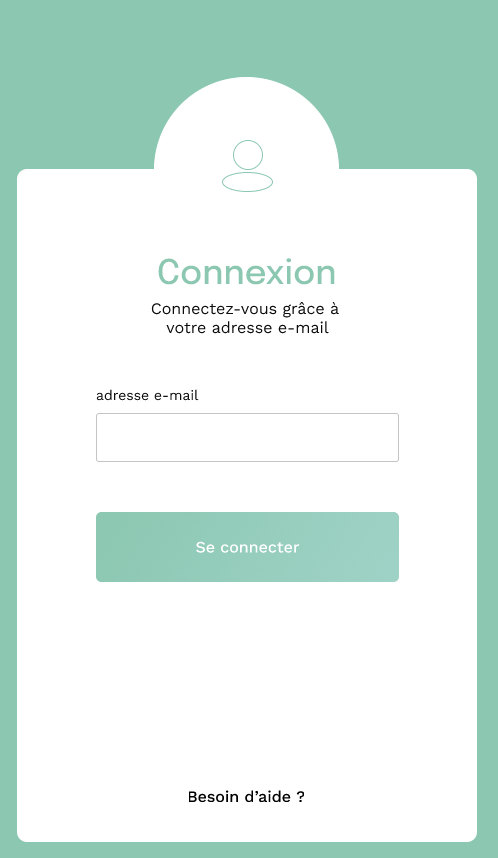 Connexion
Connectez-vous grâce à
votre adresse e-mail
adresse e-mail
Se connecter
Besoin d’aide ?